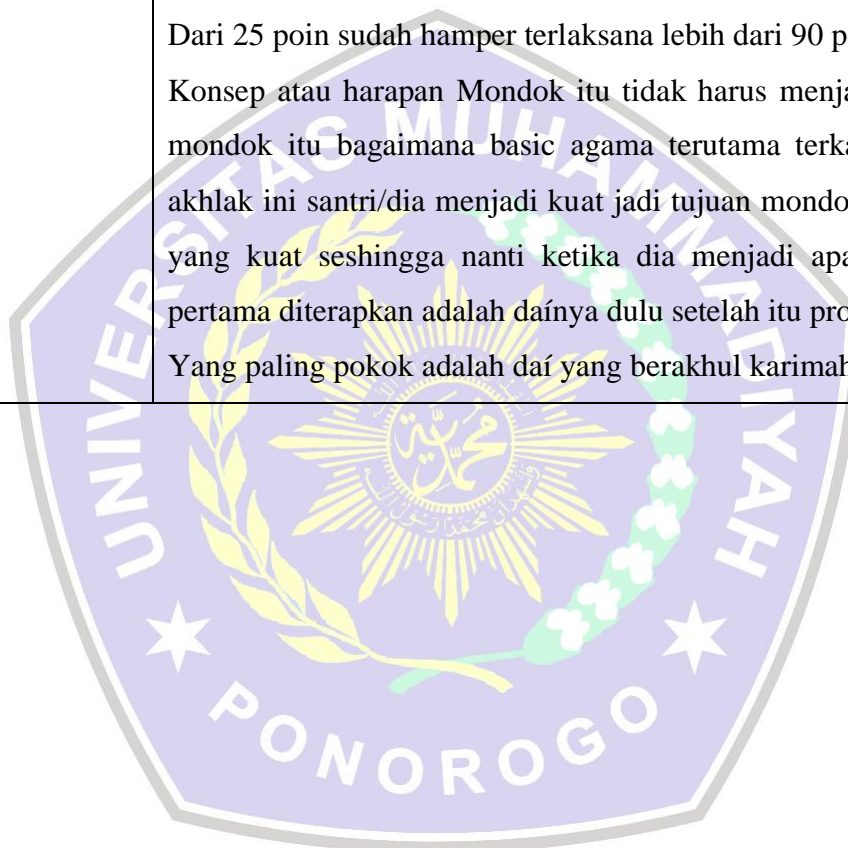 Dari 25 poin sudah hamper terlaksana lebih dari 90 p
Konsep atau harapan Mondok itu tidak harus menja
mondok itu bagaimana basic agama terutama terka
akhlak ini santri/dia menjadi kuat jadi tujuan mondo
yang kuat seshingga nanti ketika dia menjadi apa
pertama diterapkan adalah daínya dulu setelah itu pro
Yang paling pokok adalah daí yang berakhul karimah
UNIVERSITAS MUHAMMADIYAH
PONOROGO
محمدية